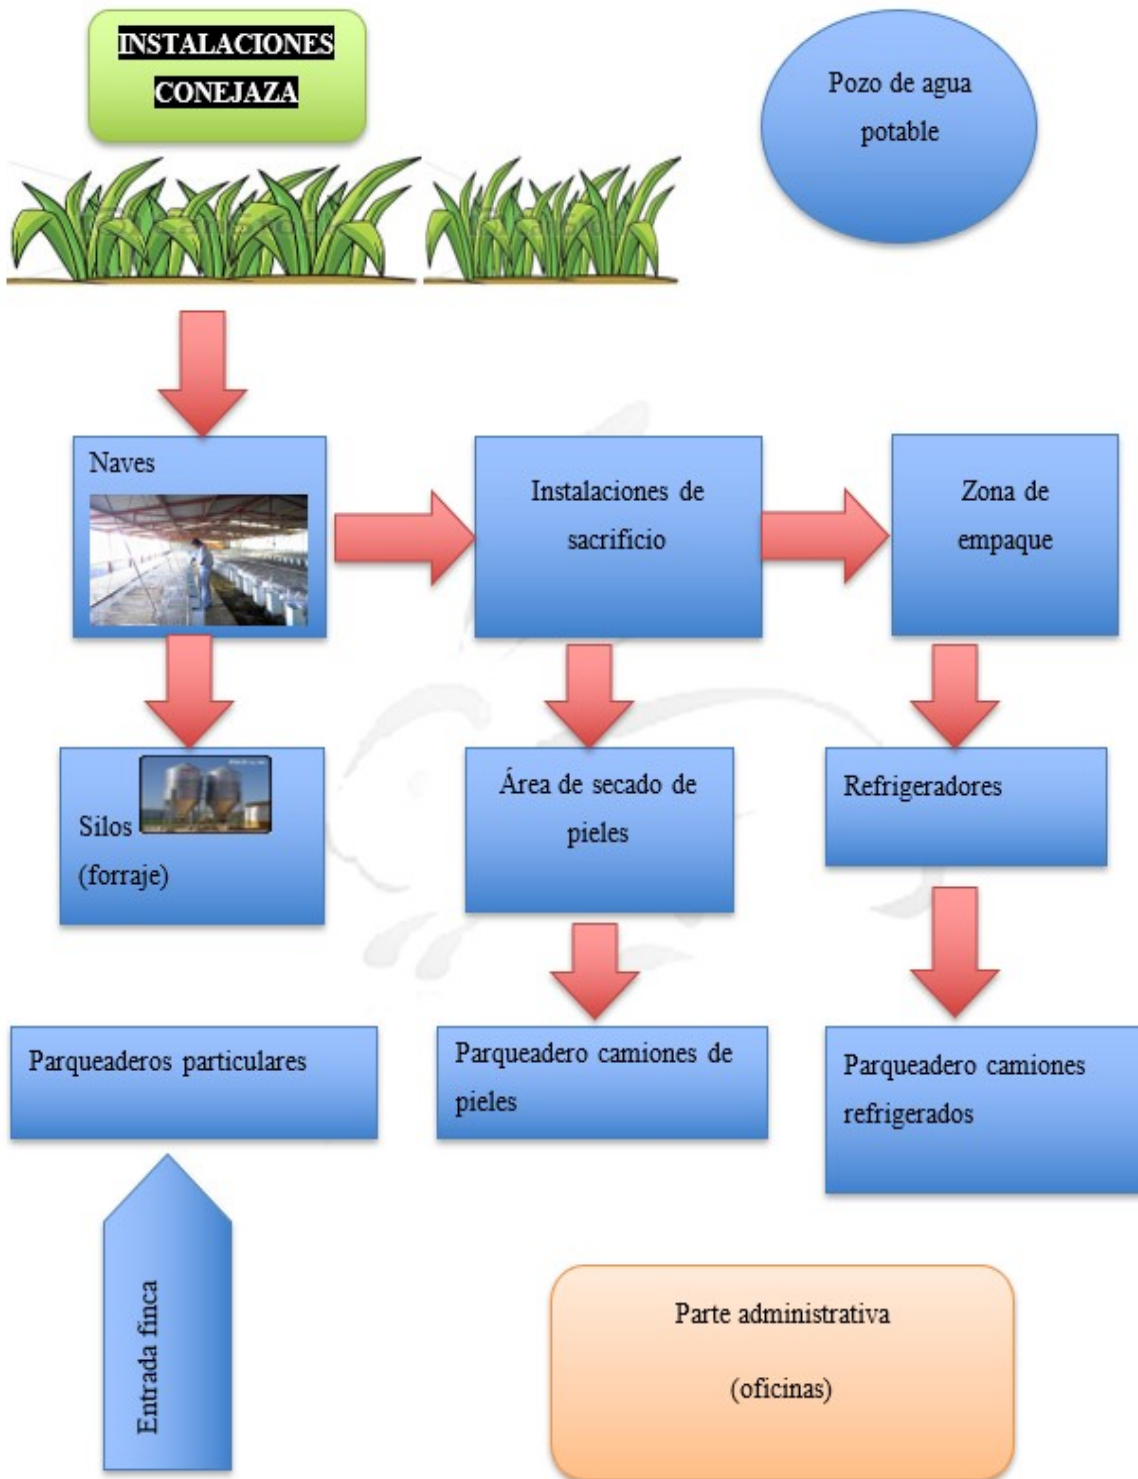 INSTALACIONES
CONEJAZA
Pozo de agua
potable
Naves
Instalaciones de
sacrificio
Zona de
empaque
Silos
(forraje)
Área de secado de
pieles
Refrigeradores
Parqueaderos particulares
Parqueadero camiones de
pieles
Parqueadero camiones
refrigerados
Entrada finca
Parte administrativa
(oficinas)